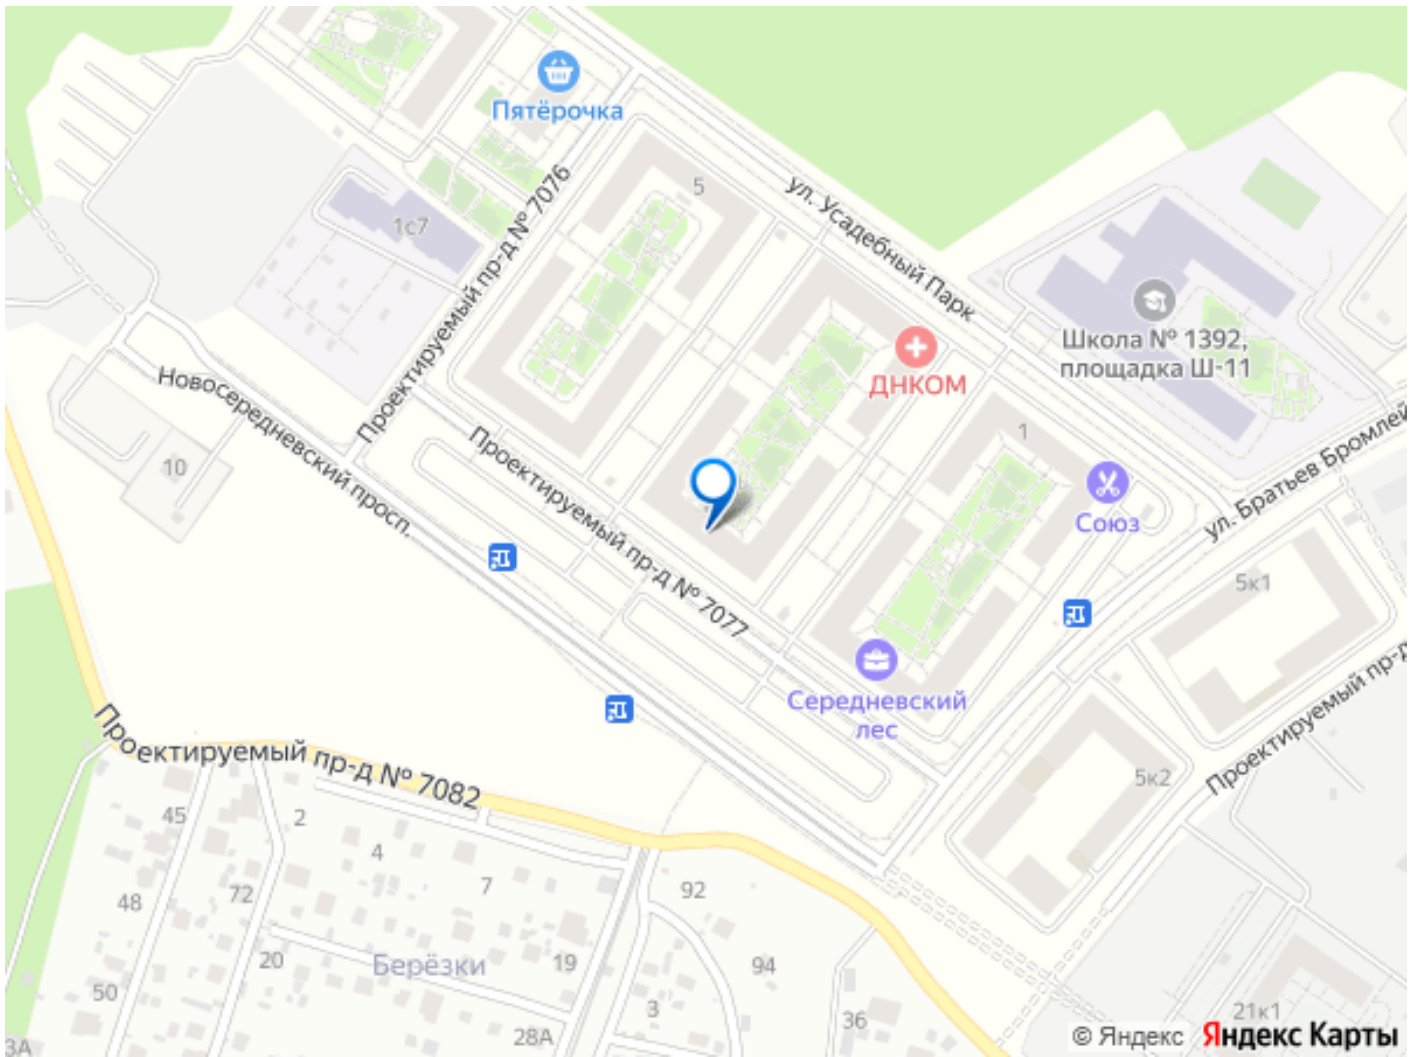 Пятёрочка
5
ул. Усадебный Парк
1с7
Проектируемый пр-д № 7076
Школа № 1392,
площадка Ш-11
ДНКОМ
Новосередневский просп.
10
Проектируемый пр-д № 7077
1
Союз
ул. Братьев Бромлей
5к1
Середневский
лес
Проектируемый пр-д
5к2
Проектируемый пр-д № 7082
45
2
4
7
72
48
92
Берёзки
20
19
94
50
3
28А
36
3А
21к1
© Яндекс
Яндекс Карты